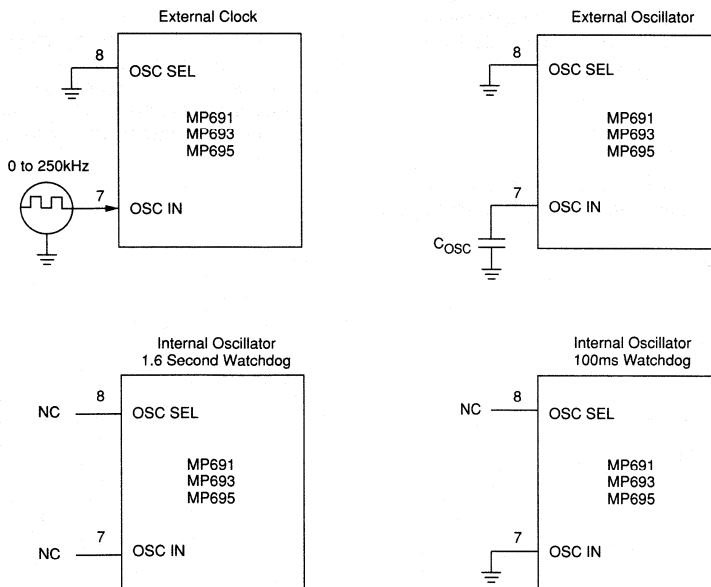 External Clock
8
OSC SEL
MP691
MP693
MP695
0 to 250kHz
7
OSC IN
External Oscillator
8
OSC SEL
MP691
MP693
MP695
7
OSC IN
COSC
Internal Oscillator
1.6 Second Watchdog
NC
8
OSC SEL
MP691
MP693
MP695
NC
7
OSC IN
Internal Oscillator
100ms Watchdog
NC
8
OSC SEL
MP691
MP693
MP695
7
OSC IN